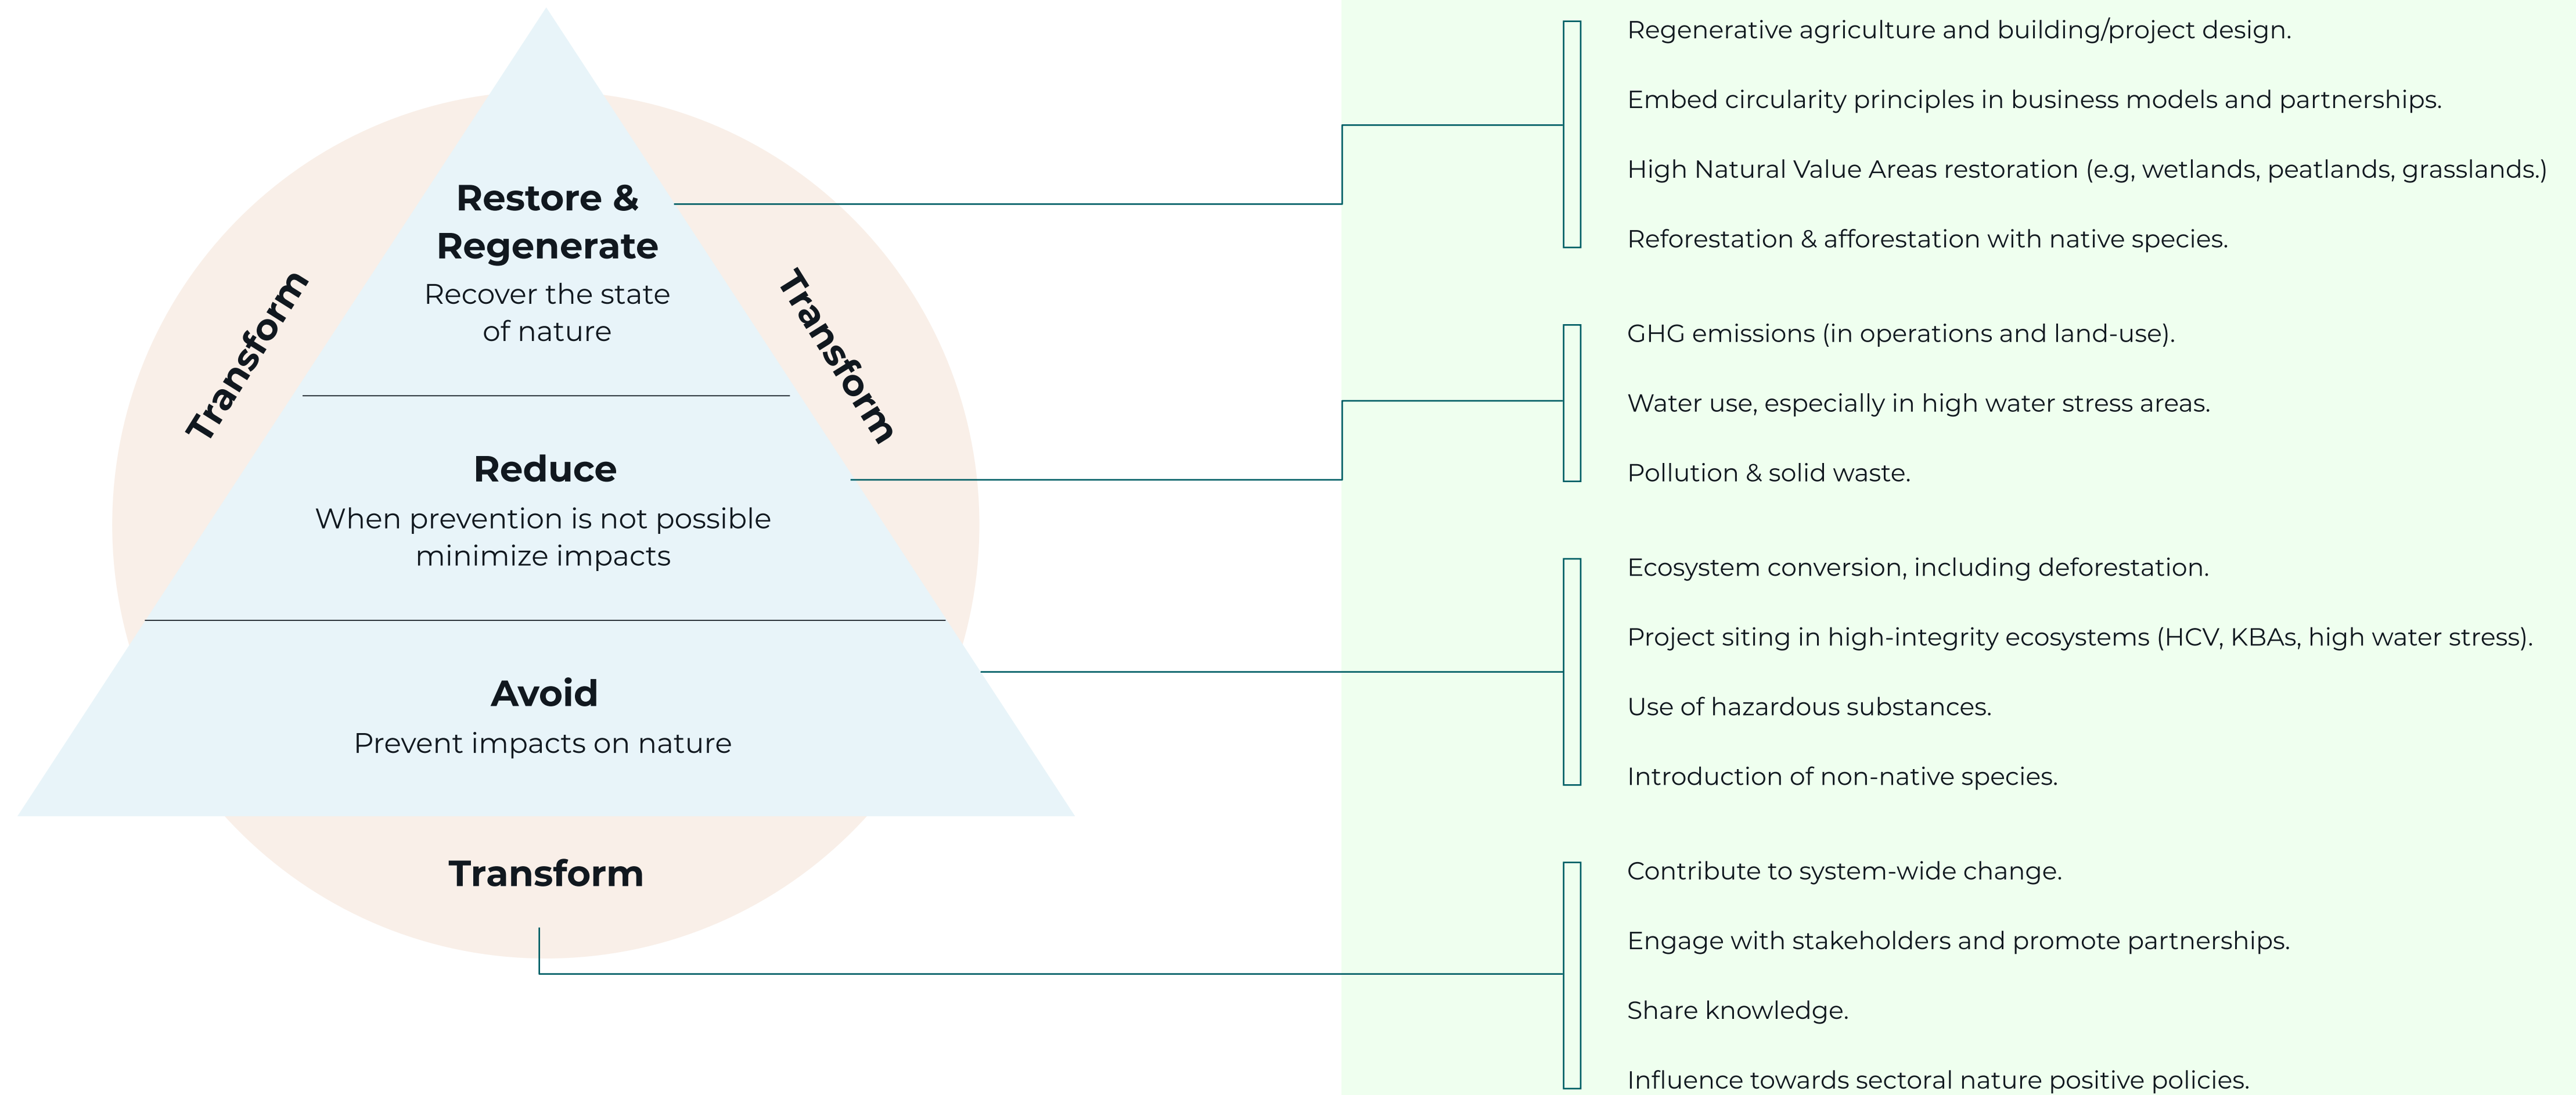 Restore &
Regenerate
Recover the state
of nature
Transform
Transform
Reduce
When prevention is not possible
minimize impacts
Avoid
Prevent impacts on nature
Transform
Regenerative agriculture and building/project design.
Embed circularity principles in business models and partnerships.
High Natural Value Areas restoration (e.g, wetlands, peatlands, grasslands.)
Reforestation & afforestation with native species.
GHG emissions (in operations and land-use).
Water use, especially in high water stress areas.
Pollution & solid waste.
Ecosystem conversion, including deforestation.
Project siting in high-integrity ecosystems (HCV, KBAs, high water stress).
Use of hazardous substances.
Introduction of non-native species.
Contribute to system-wide change.
Engage with stakeholders and promote partnerships.
Share knowledge.
Influence towards sectoral nature positive policies.